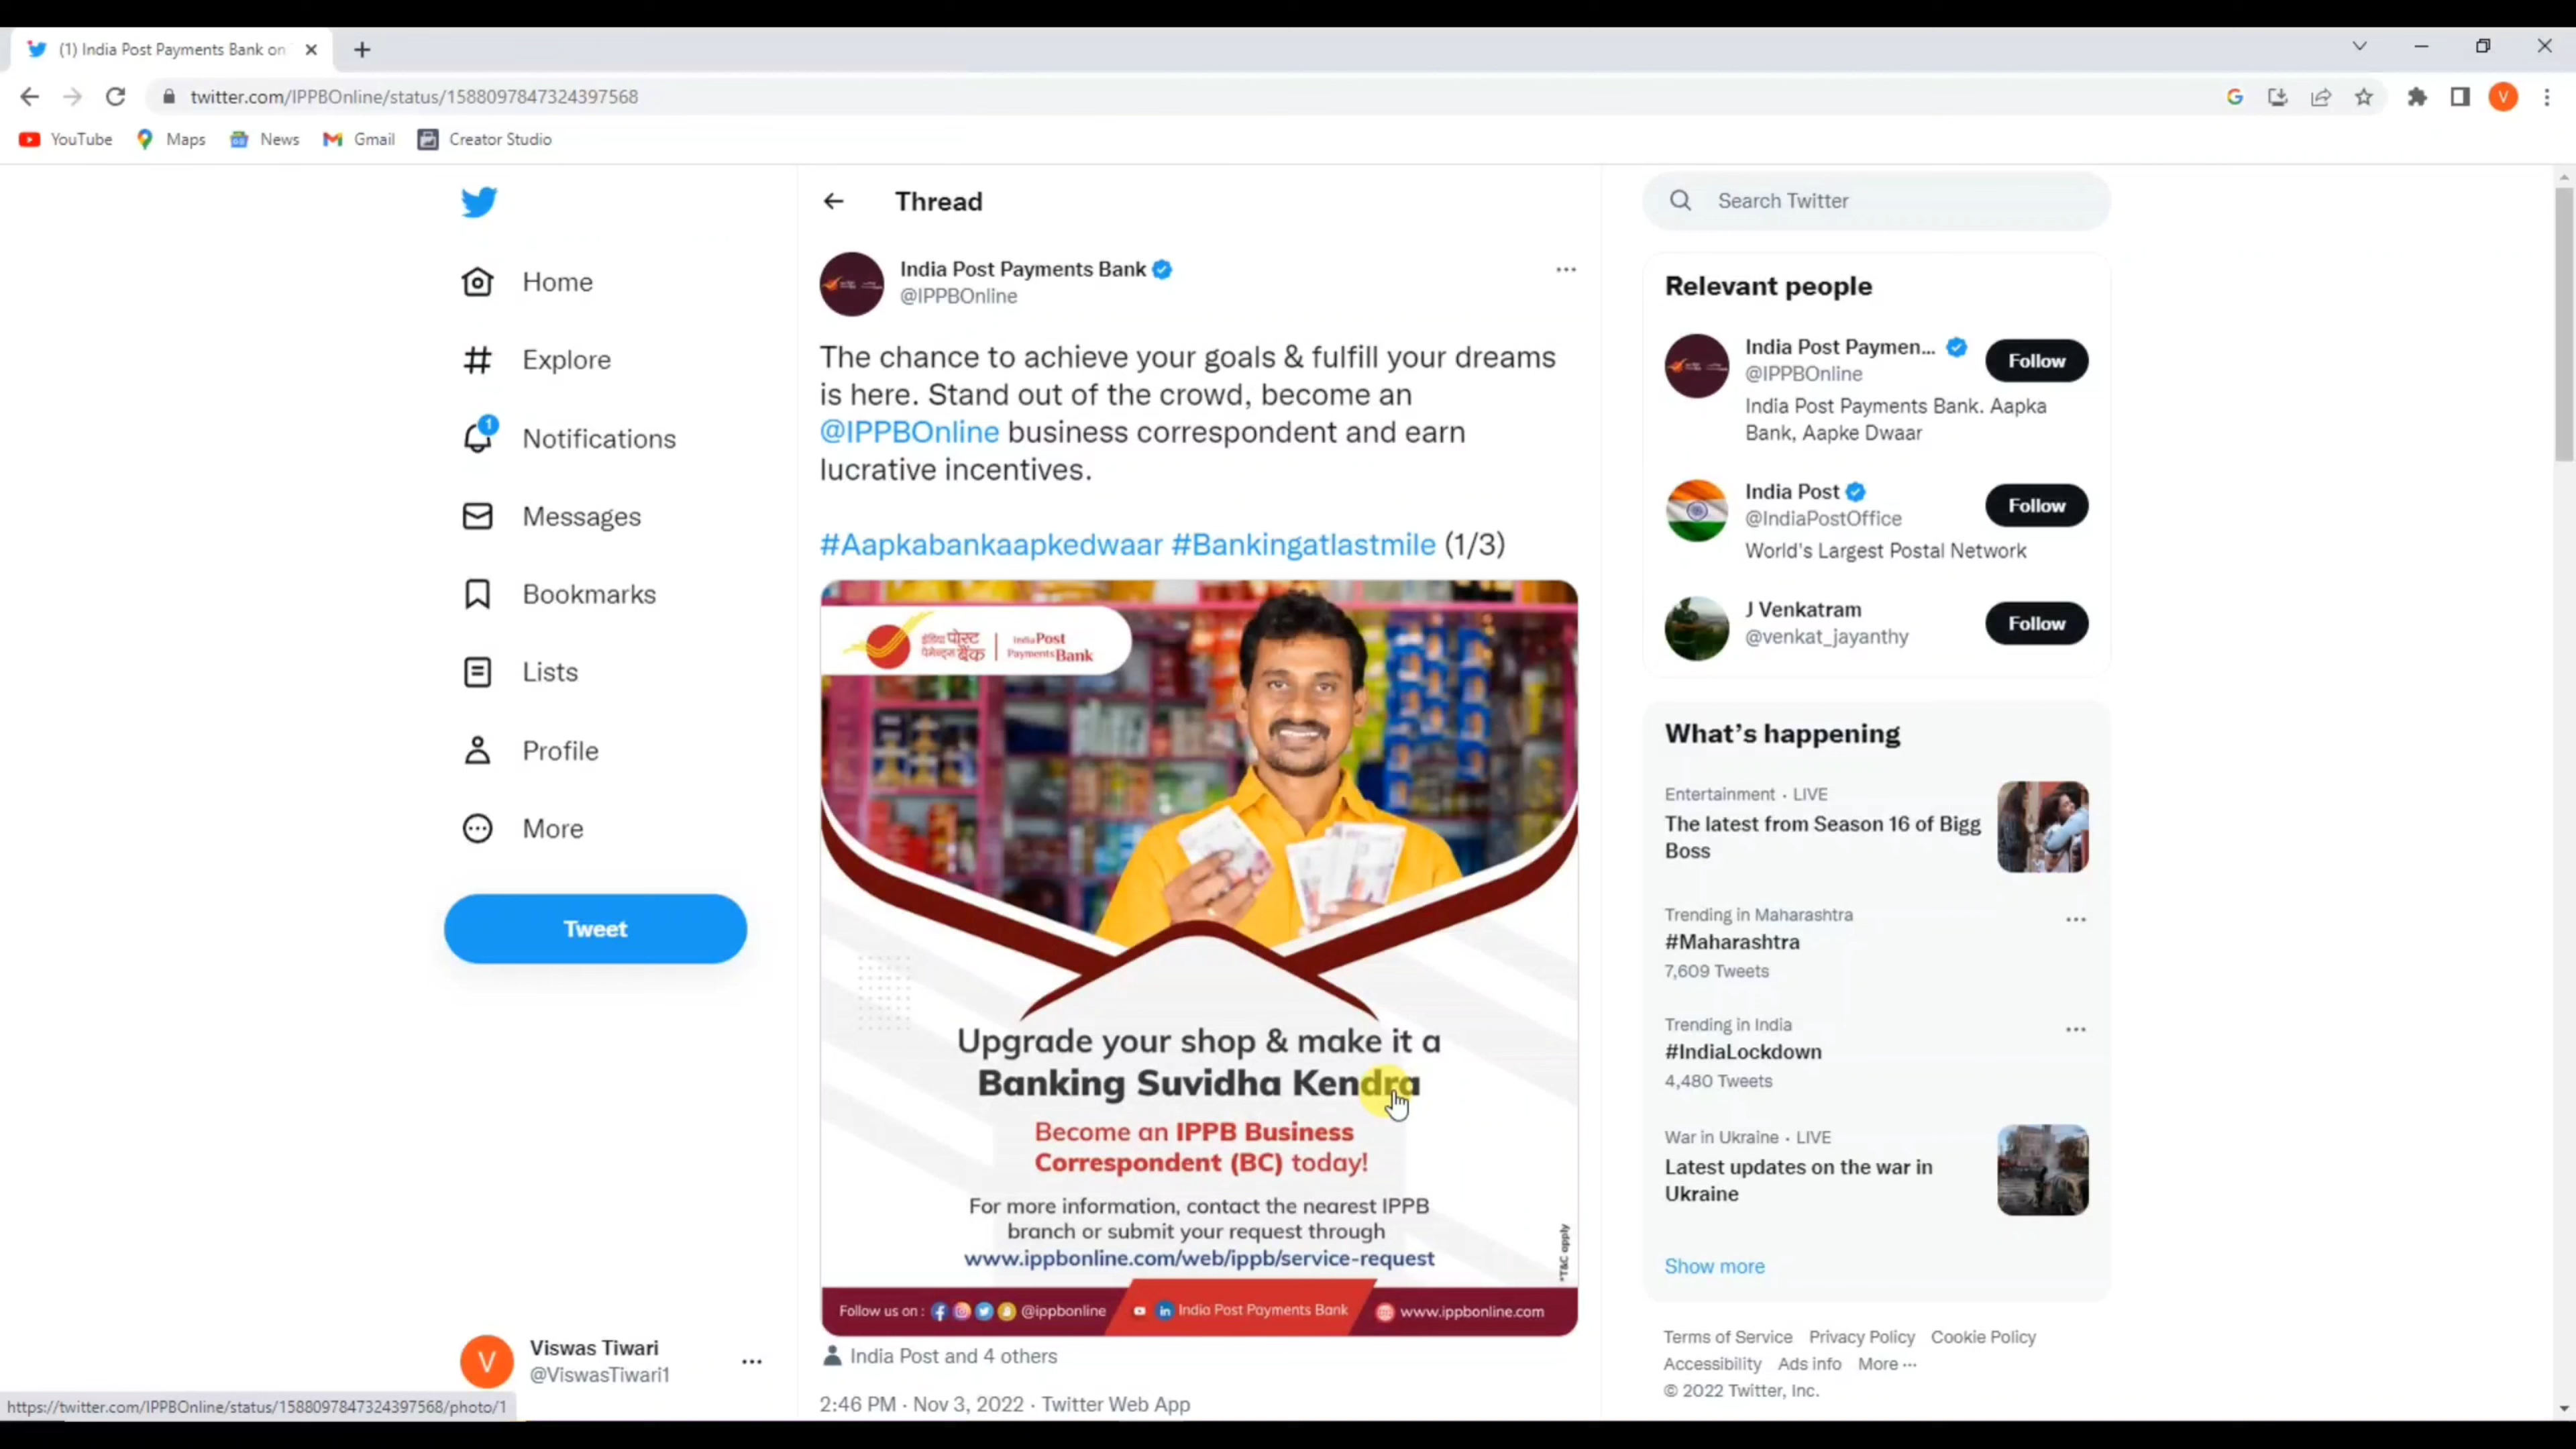 (1) India Post Payments Bank on
twitter.com/IPPBOnline/status/1588097847324397568
V
YouTube
Maps
News
Gmail
Creator Studio
Home
Explore
1
Notifications
Messages
Bookmarks
Lists
Profile
More
Tweet
V
Viswas Tiwari
@ViswasTiwari1
https://twitter.com/IPPBOnline/status/1588097847324397568/photo/1
Thread
India Post Payments Bank
@IPPBOnline
The chance to achieve your goals & fulfill your dreams
is here. Stand out of the crowd, become an
@IPPBOnline business correspondent and earn
lucrative incentives.
#Aapkabankaapkedwaar #Bankingatlastmile (1/3)
इंडिया पोस्ट
पेमेन्ट्स बैंक
India Post
Payments Bank
Upgrade your shop & make it a
Banking Suvidha Kendra
Become an IPPB Business
Correspondent (BC) today!
For more information, contact the nearest IPPB
branch or submit your request through
www.ippbonline.com/web/ippb/service-request
*T&C apply
Follow us on : @ippbonline
India Post Payments Bank
www.ippbonline.com
India Post and 4 others
2:46 PM · Nov 3, 2022 · Twitter Web App
Search Twitter
Relevant people
India Post Paymen...
@IPPBOnline
Follow
India Post Payments Bank. Aapka
Bank, Aapke Dwaar
India Post
@IndiaPostOffice
Follow
World's Largest Postal Network
J Venkatram
@venkat_jayanthy
Follow
What's happening
Entertainment · LIVE
The latest from Season 16 of Bigg
Boss
Trending in Maharashtra
#Maharashtra
7,609 Tweets
Trending in India
#IndiaLockdown
4,480 Tweets
War in Ukraine · LIVE
Latest updates on the war in
Ukraine
Show more
Terms of Service Privacy Policy Cookie Policy
Accessibility Ads info More ···
© 2022 Twitter, Inc.